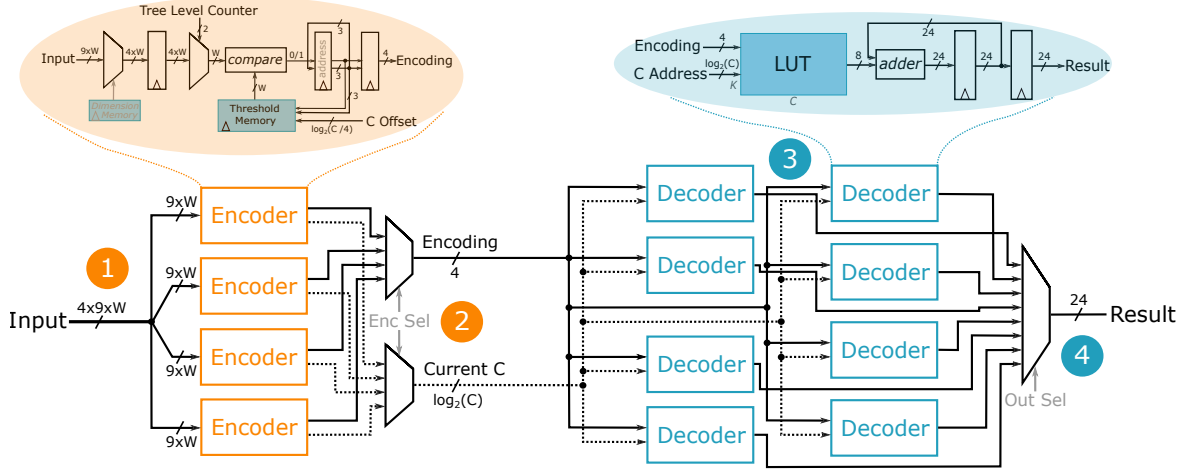 Tree Level Counter
2
Input
9xW
4xW
4xW
W
compare
0/1
address
3
3
4
Encoding
Dimension
Memory
W
Threshold
Memory
3
C Offset
log₂(C/4)
Encoding
4
C Address
log₂(C)
K
LUT
C
8
adder
24
24
24
24
Result
1
Input
4x9xW
9xW
Encoder
9xW
Encoder
9xW
Encoder
9xW
Encoder
Encoding
4
Enc Sel
2
Current C
log₂(C)
3
Decoder
Decoder
Decoder
Decoder
Decoder
Decoder
Decoder
Decoder
24
Result
4
Out Sel